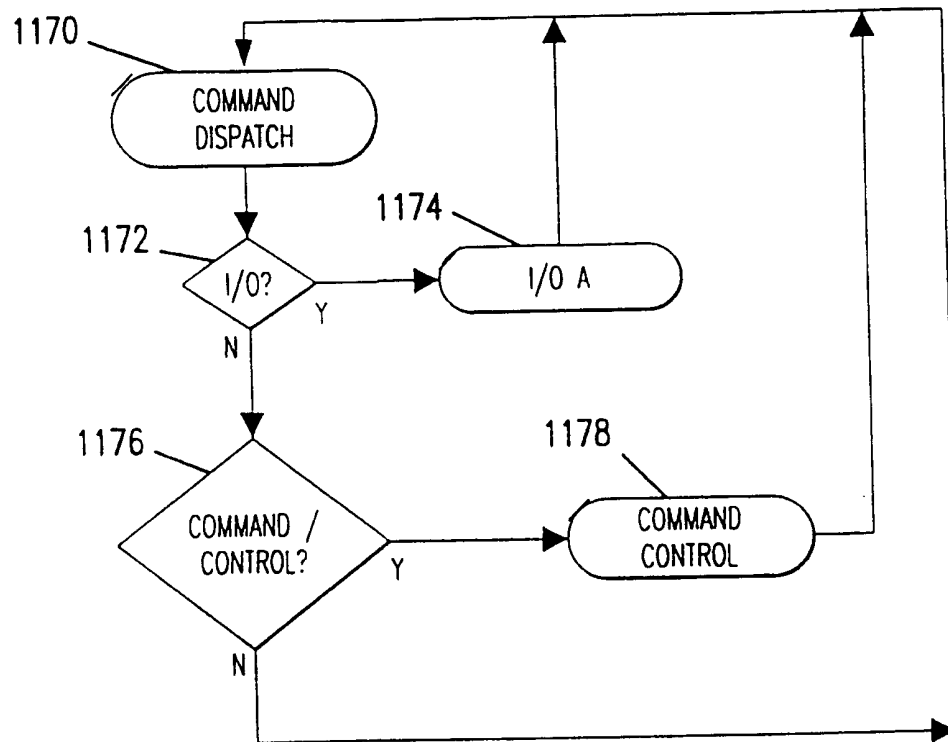 1170
COMMAND
DISPATCH
1172
I/O?
Y
N
1174
I/O A
1176
COMMAND /
CONTROL?
Y
N
1178
COMMAND
CONTROL